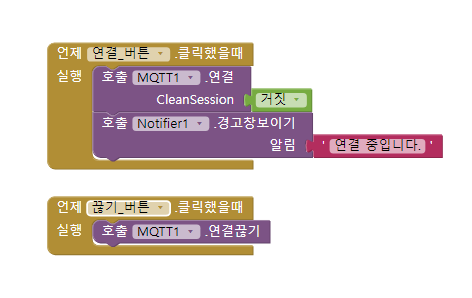 언제 연결_버튼 .클릭했을때
실행 호출 MQTT1 .연결
CleanSession 거짓
호출 Notifier1 .경고창보이기
알림 " 연결 중입니다. "
언제 끊기_버튼 .클릭했을때
실행 호출 MQTT1 .연결끊기